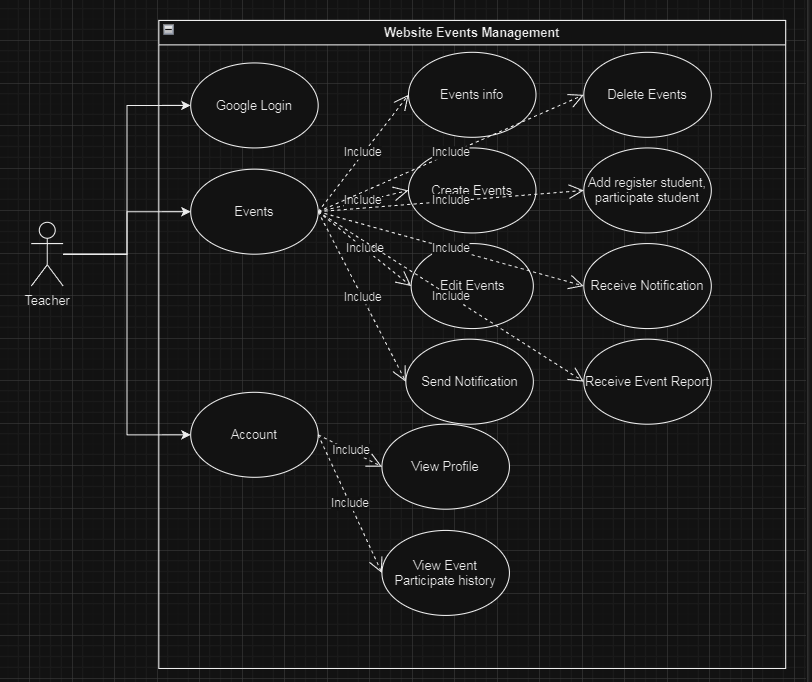 Website Events Management
Google Login
Events info
Delete Events
Include
Include
Create Events
Add register student,
participate student
Include
Include
Events
Include
Include
Edit Events
Receive Notification
Include
Include
Teacher
Send Notification
Receive Event Report
Account
Include
View Profile
Include
View Event
Participate history